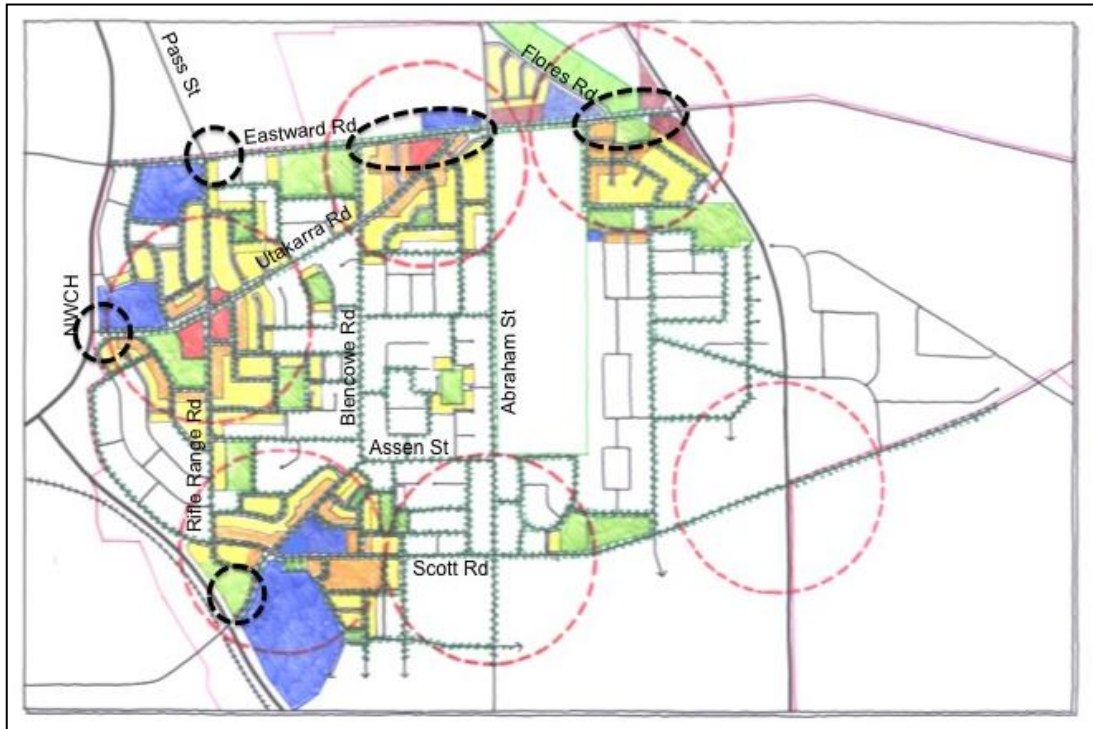 Pass St
Flores Rd
Eastward Rd
Utakarra Rd
NWCH
Blencowe Rd
Abraham St
Rifle Range Rd
Assen St
Scott Rd